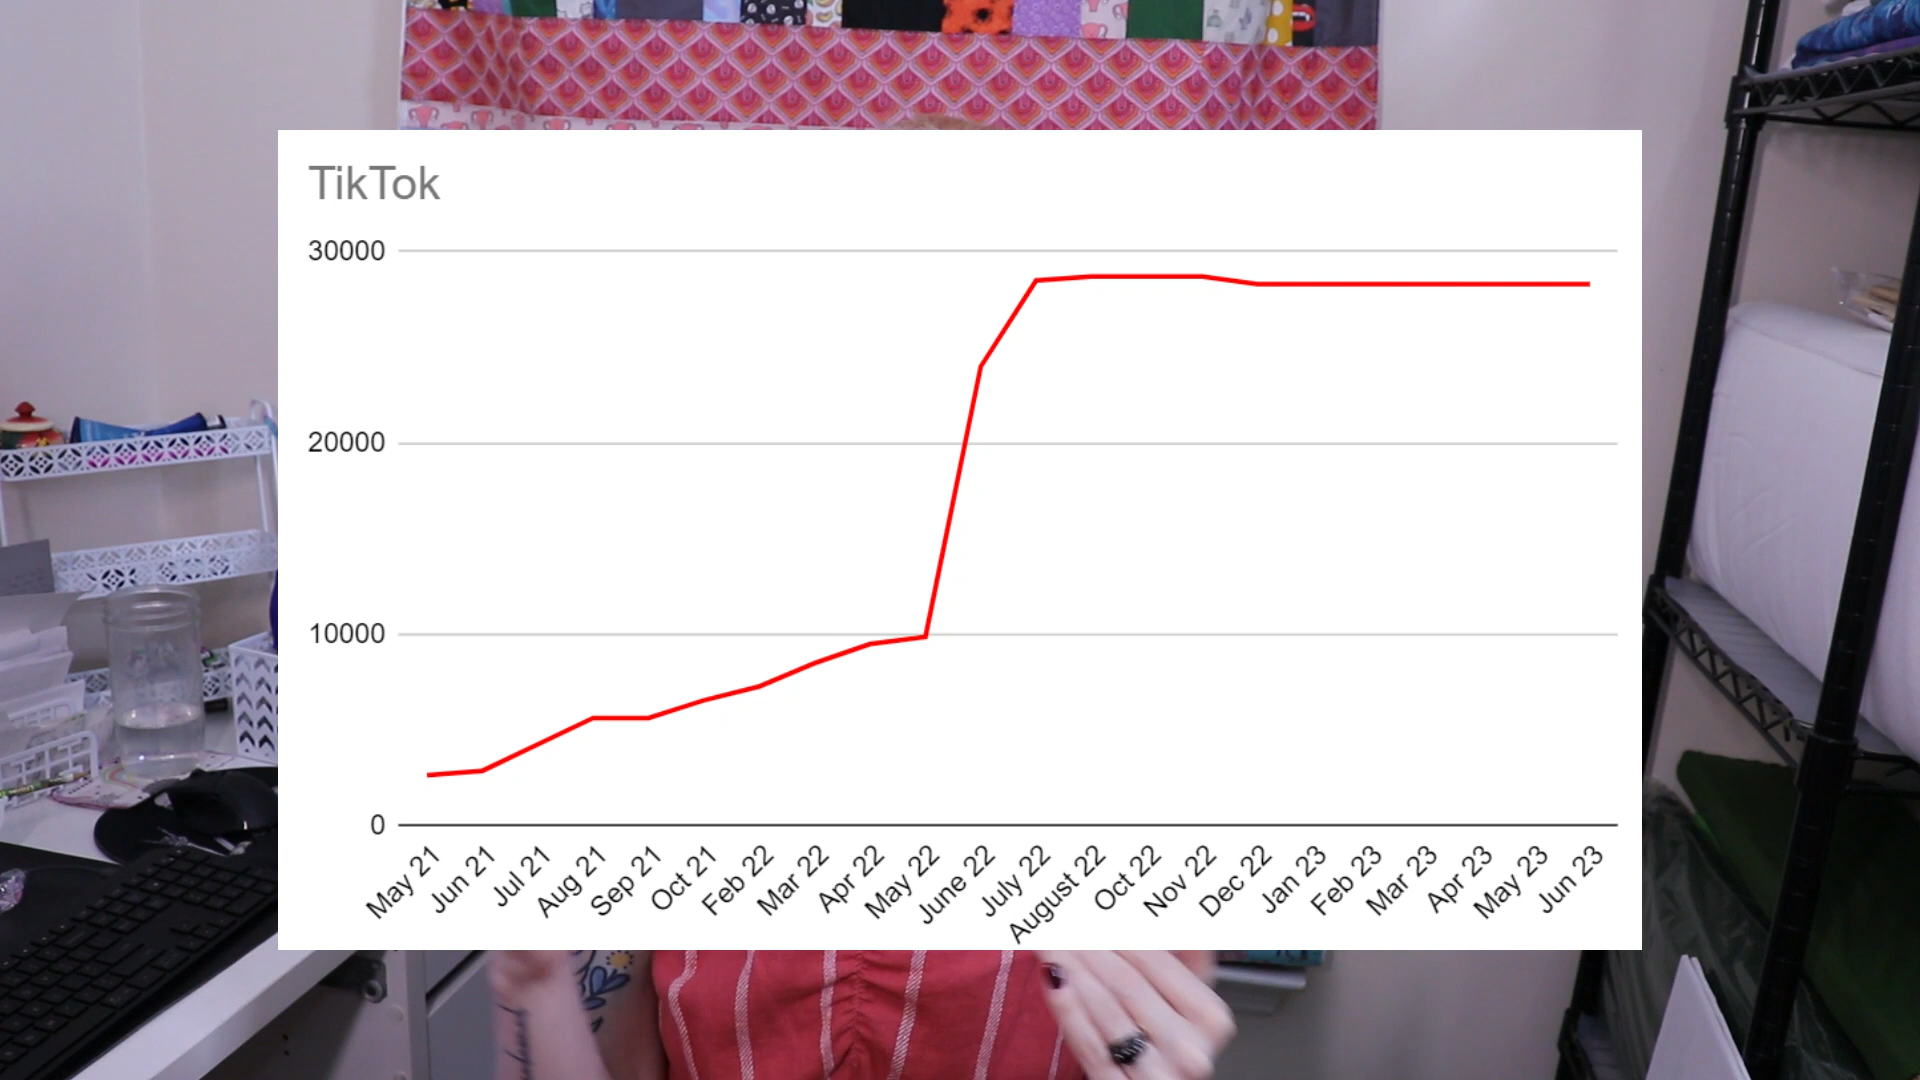 TikTok
30000
20000
10000
0
May 21
Jun 21
Jul 21
Aug 21
Sep 21
Oct 21
Feb 22
Mar 22
Apr 22
May 22
June 22
July 22
August 22
Oct 22
Nov 22
Dec 22
Jan 23
Feb 23
Mar 23
Apr 23
May 23
Jun 23